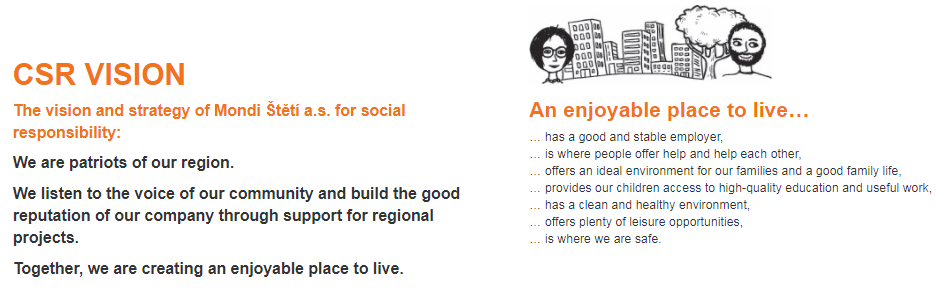 CSR VISION
The vision and strategy of Mondi Štětí a.s. for social
responsibility:
We are patriots of our region.
We listen to the voice of our community and build the good
reputation of our company through support for regional
projects.
Together, we are creating an enjoyable place to live.
An enjoyable place to live…
… has a good and stable employer,
… is where people offer help and help each other,
… offers an ideal environment for our families and a good family life,
… provides our children access to high-quality education and useful work,
… has a clean and healthy environment,
… offers plenty of leisure opportunities,
… is where we are safe.